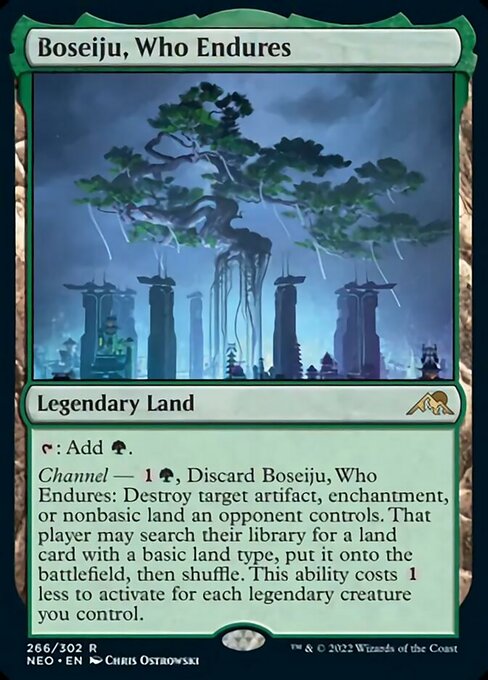 Boseiju, Who Endures
Legendary Land
: Add .
Channel — 1 , Discard Boseiju, Who
Endures: Destroy target artifact, enchantment,
or nonbasic land an opponent controls. That
player may search their library for a land
card with a basic land type, put it onto the
battlefield, then shuffle. This ability costs 1
less to activate for each legendary creature
you control.
266/302 R
NEO • EN Chris Ostrowski
™ & © 2022 Wizards of the Coast